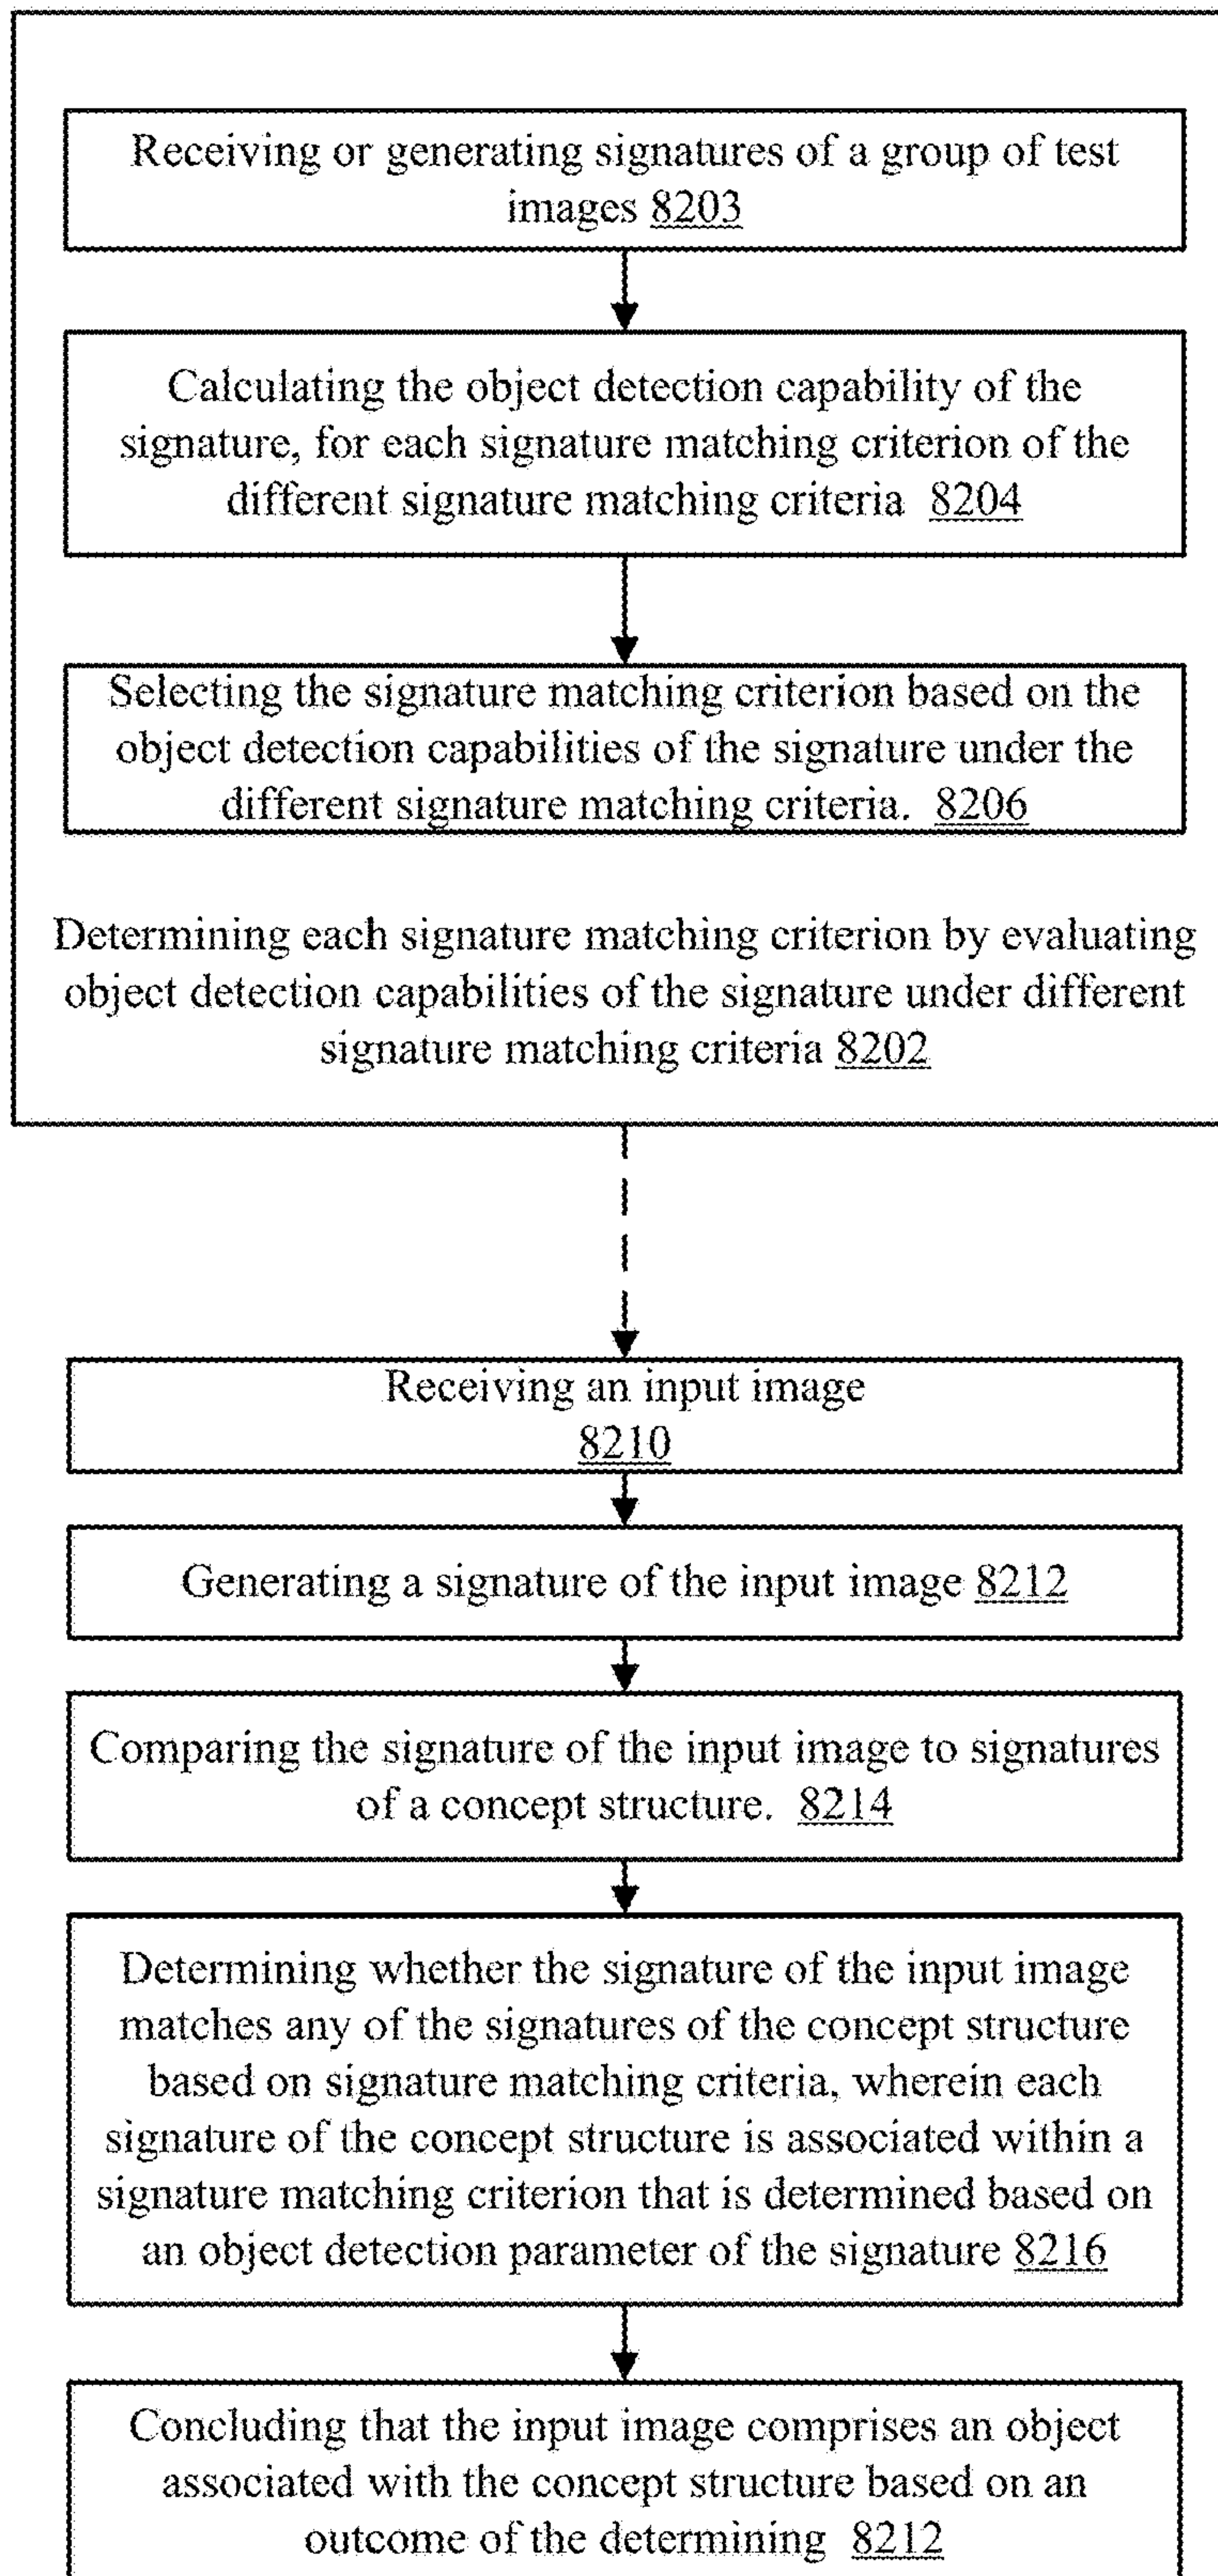 Receiving or generating signatures of a group of test
images 8203
Calculating the object detection capability of the
signature, for each signature matching criterion of the
different signature matching criteria 8204
Selecting the signature matching criterion based on the
object detection capabilities of the signature under the
different signature matching criteria. 8206
Determining each signature matching criterion by evaluating
object detection capabilities of the signature under different
signature matching criteria 8202
Receiving an input image
8210
Generating a signature of the input image 8212
Comparing the signature of the input image to signatures
of a concept structure. 8214
Determining whether the signature of the input image
matches any of the signatures of the concept structure
based on signature matching criteria, wherein each
signature of the concept structure is associated within a
signature matching criterion that is determined based on
an object detection parameter of the signature 8216
Concluding that the input image comprises an object
associated with the concept structure based on an
outcome of the determining 8212